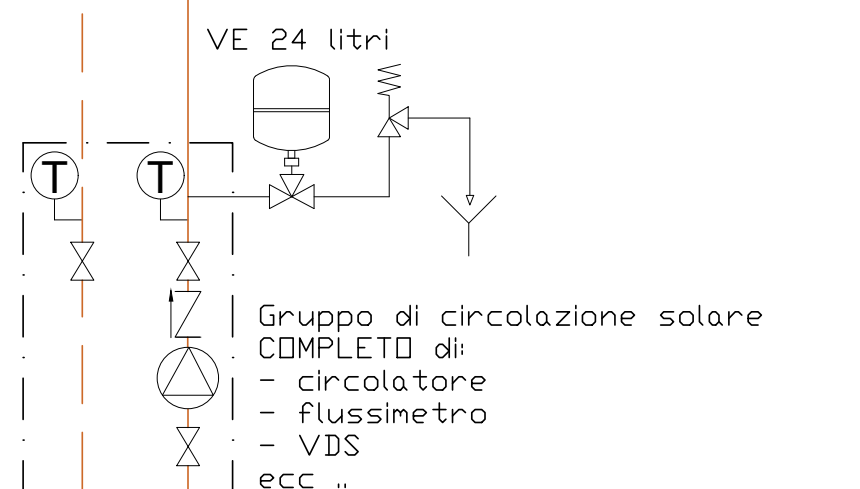 VE 24 litri
T T
Gruppo di circolazione solare
COMPLETO di:
- circolatore
- flussimetro
- VDS
ecc ..